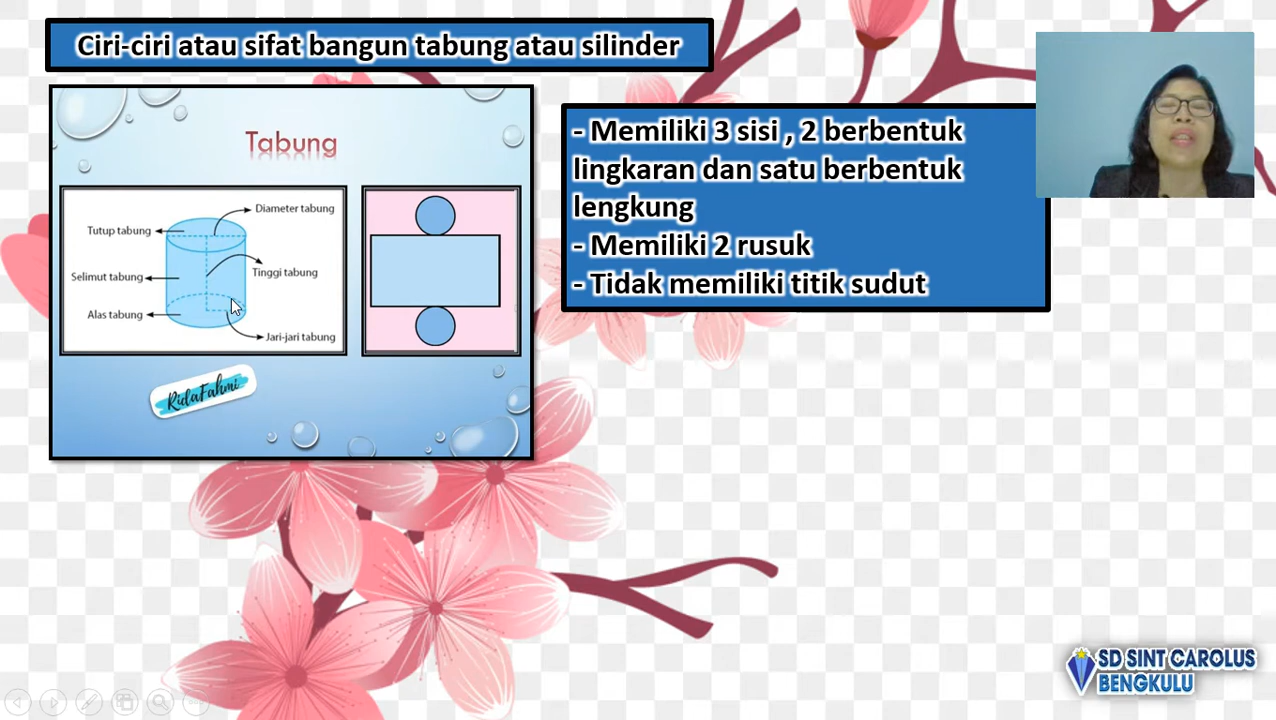 Ciri-ciri atau sifat bangun tabung atau silinder
Tabung
Diameter tabung
Tutup tabung
Tinggi tabung
Selimut tabung
Alas tabung
Jari-jari tabung
RidaFahmi
- Memiliki 3 sisi , 2 berbentuk
lingkaran dan satu berbentuk
lengkung
- Memiliki 2 rusuk
- Tidak memiliki titik sudut
SD SINT CAROLUS
BENGKULU